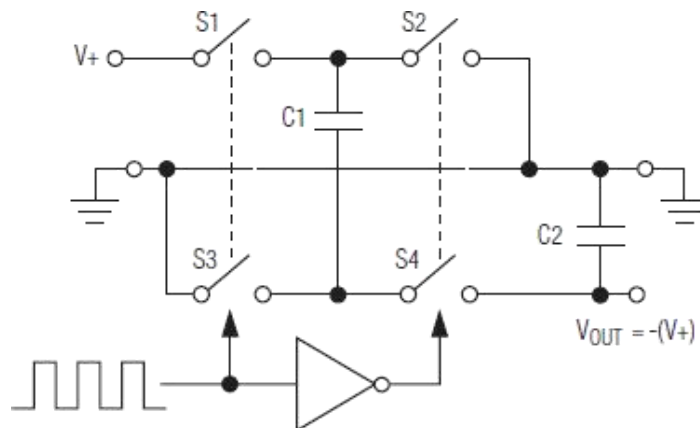 S1
S2
V+
C1
C2
S3
S4
VOUT = -(V+)